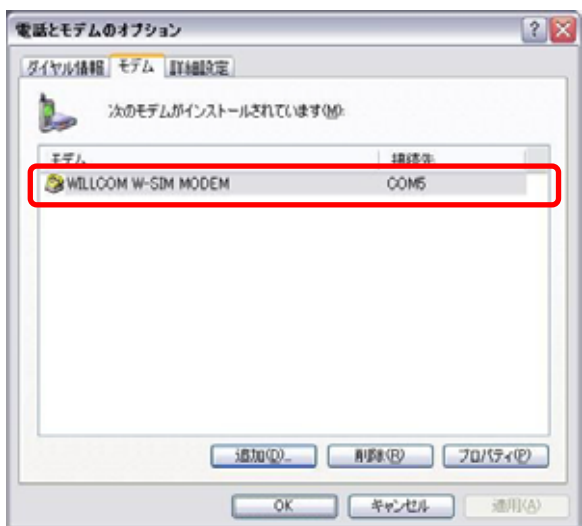 電話とモデムのオプション
ダイヤル情報 モデム 詳細設定
次のモデムがインストールされています(M):
モデム 接続先
WILLCOM W-SIM MODEM COM5
追加(D)... 削除(R) プロパティ(P)
OK キャンセル 適用(A)